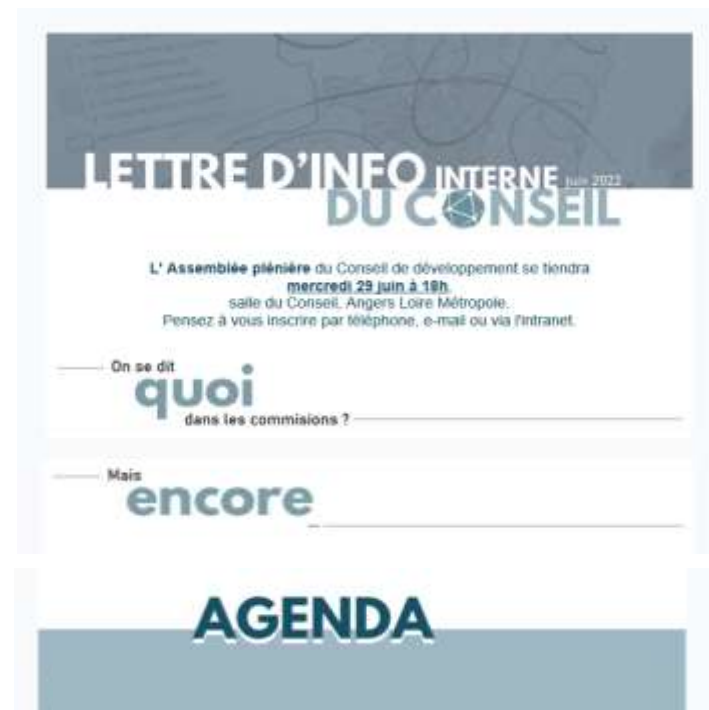 LETTRE D'INFO INTERNE juin 2022
DU CONSEIL
L' Assemblée plénière du Conseil de développement se tiendra
mercredi 29 juin à 18h,
salle du Conseil, Angers Loire Métropole.
Pensez à vous inscrire par téléphone, e-mail ou via l'intranet.
On se dit
quoi
dans les commisions ?
Mais
encore
...
AGENDA